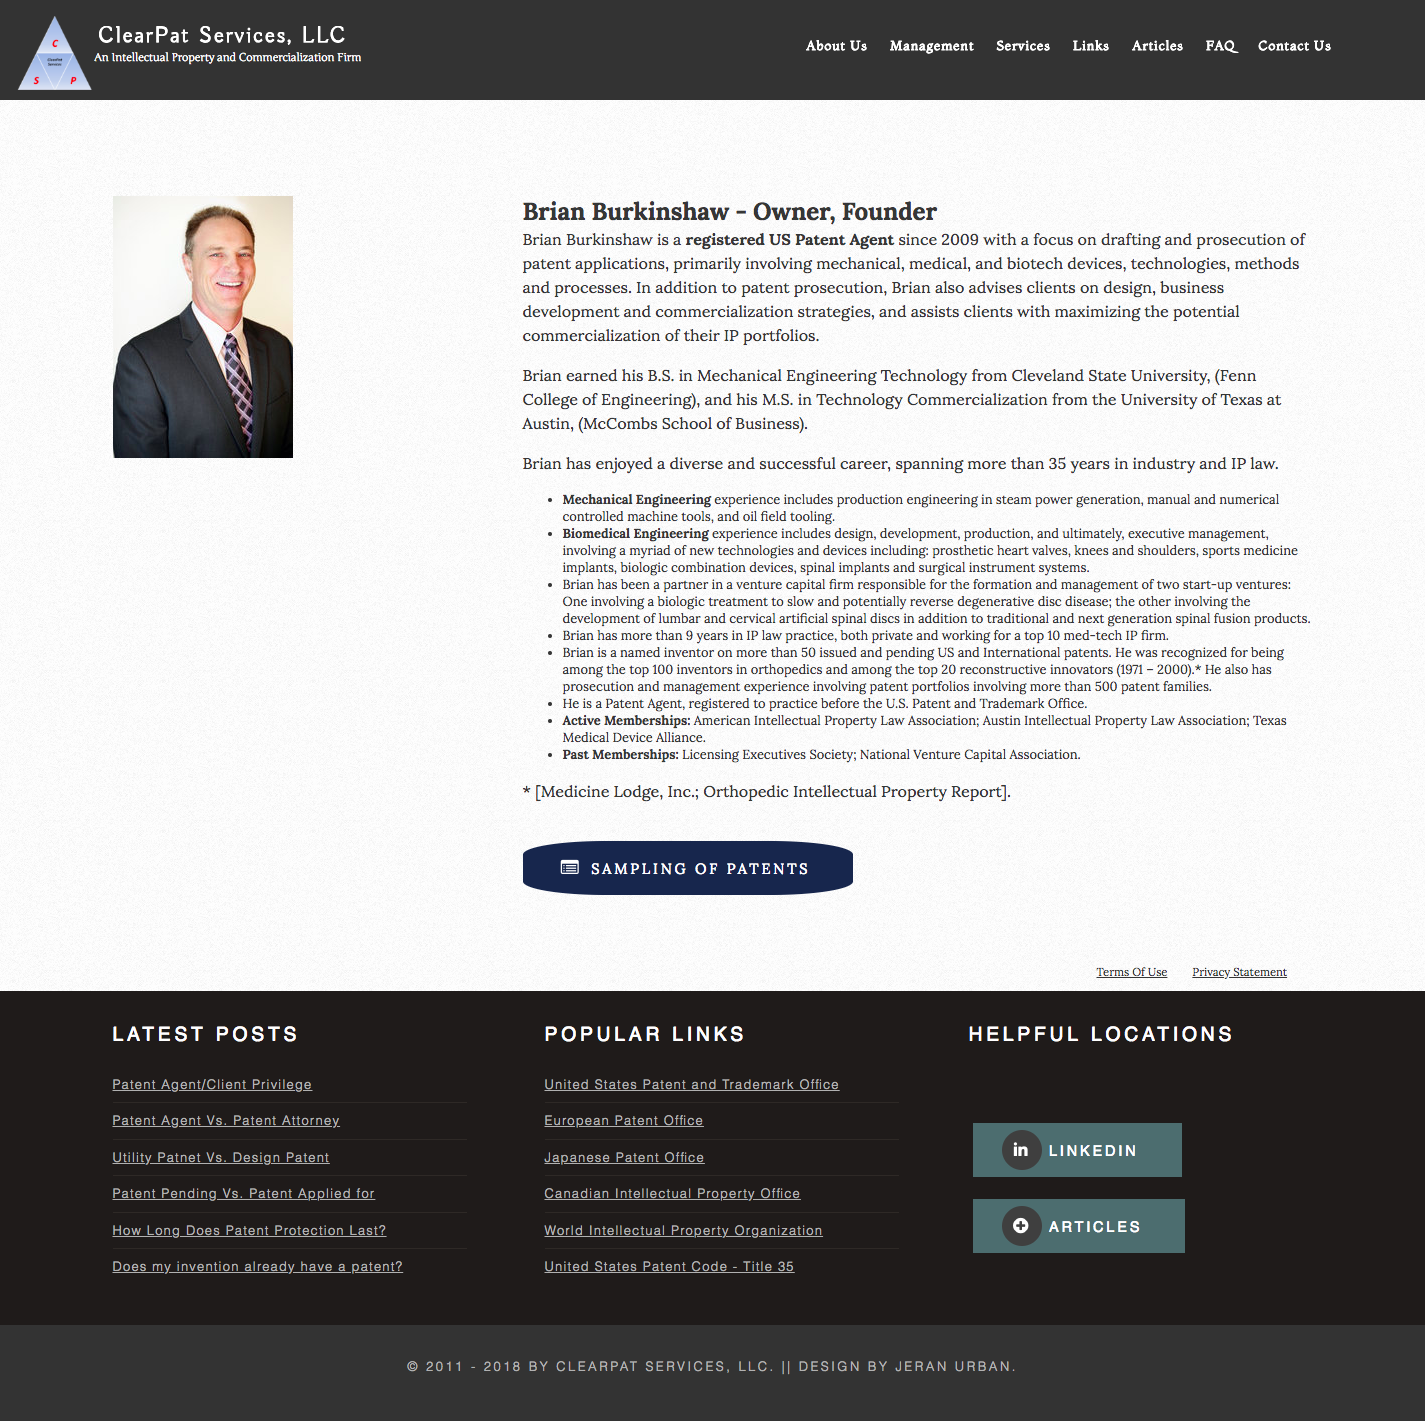 C
ClearPat
Services
S
P
ClearPat Services, LLC
An Intellectual Property and Commercialization Firm
About Us
Management
Services
Links
Articles
FAQ
Contact Us
Brian Burkinshaw - Owner, Founder
Brian Burkinshaw is a registered US Patent Agent since 2009 with a focus on drafting and prosecution of
patent applications, primarily involving mechanical, medical, and biotech devices, technologies, methods
and processes. In addition to patent prosecution, Brian also advises clients on design, business
development and commercialization strategies, and assists clients with maximizing the potential
commercialization of their IP portfolios.
Brian earned his B.S. in Mechanical Engineering Technology from Cleveland State University, (Fenn
College of Engineering), and his M.S. in Technology Commercialization from the University of Texas at
Austin, (McCombs School of Business).
Brian has enjoyed a diverse and successful career, spanning more than 35 years in industry and IP law.
• Mechanical Engineering experience includes production engineering in steam power generation, manual and numerical
controlled machine tools, and oil field tooling.
• Biomedical Engineering experience includes design, development, production, and ultimately, executive management,
involving a myriad of new technologies and devices including: prosthetic heart valves, knees and shoulders, sports medicine
implants, biologic combination devices, spinal implants and surgical instrument systems.
• Brian has been a partner in a venture capital firm responsible for the formation and management of two start-up ventures:
One involving a biologic treatment to slow and potentially reverse degenerative disc disease; the other involving the
development of lumbar and cervical artificial spinal discs in addition to traditional and next generation spinal fusion products.
• Brian has more than 9 years in IP law practice, both private and working for a top 10 med-tech IP firm.
• Brian is a named inventor on more than 50 issued and pending US and International patents. He was recognized for being
among the top 100 inventors in orthopedics and among the top 20 reconstructive innovators (1971 – 2000).* He also has
prosecution and management experience involving patent portfolios involving more than 500 patent families.
• He is a Patent Agent, registered to practice before the U.S. Patent and Trademark Office.
• Active Memberships: American Intellectual Property Law Association; Austin Intellectual Property Law Association; Texas
Medical Device Alliance.
• Past Memberships: Licensing Executives Society; National Venture Capital Association.
* [Medicine Lodge, Inc.; Orthopedic Intellectual Property Report].
SAMPLING OF PATENTS
Terms Of Use
Privacy Statement
LATEST POSTS
Patent Agent/Client Privilege
Patent Agent Vs. Patent Attorney
Utility Patnet Vs. Design Patent
Patent Pending Vs. Patent Applied for
How Long Does Patent Protection Last?
Does my invention already have a patent?
POPULAR LINKS
United States Patent and Trademark Office
European Patent Office
Japanese Patent Office
Canadian Intellectual Property Office
World Intellectual Property Organization
United States Patent Code - Title 35
HELPFUL LOCATIONS
in LINKEDIN
ARTICLES
© 2011 - 2018 BY CLEARPAT SERVICES, LLC. || DESIGN BY JERAN URBAN.